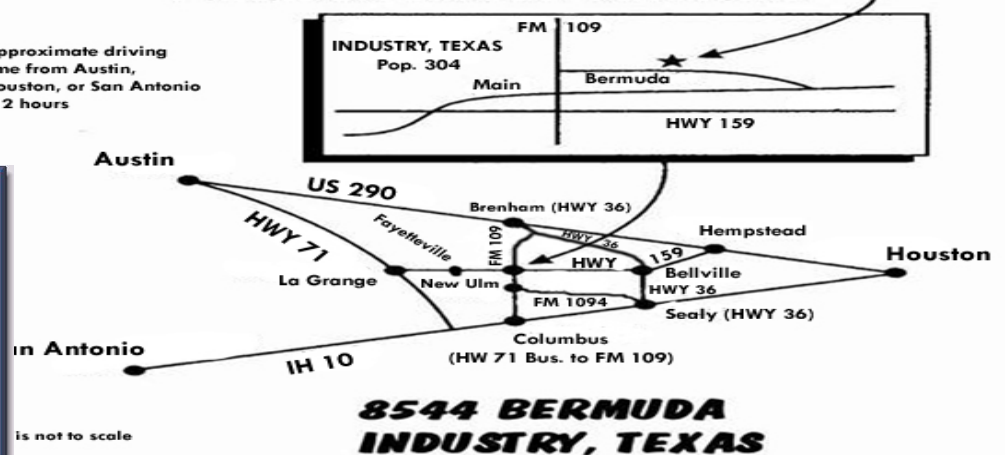 FM 109
INDUSTRY, TEXAS
Pop. 304
Main
Bermuda
HWY 159
pproximate driving
me from Austin,
ouston, or San Antonio
2 hours
Austin
US 290
HWY 71
Fayetteville
Brenham (HWY 36)
HWY 36
FM 109
Hempstead
Houston
La Grange
New Ulm
HWY 159
Bellville
HWY 36
FM 1094
Sealy (HWY 36)
Columbus
(HW 71 Bus. to FM 109)
n Antonio
IH 10
8544 BERMUDA
INDUSTRY, TEXAS
is not to scale